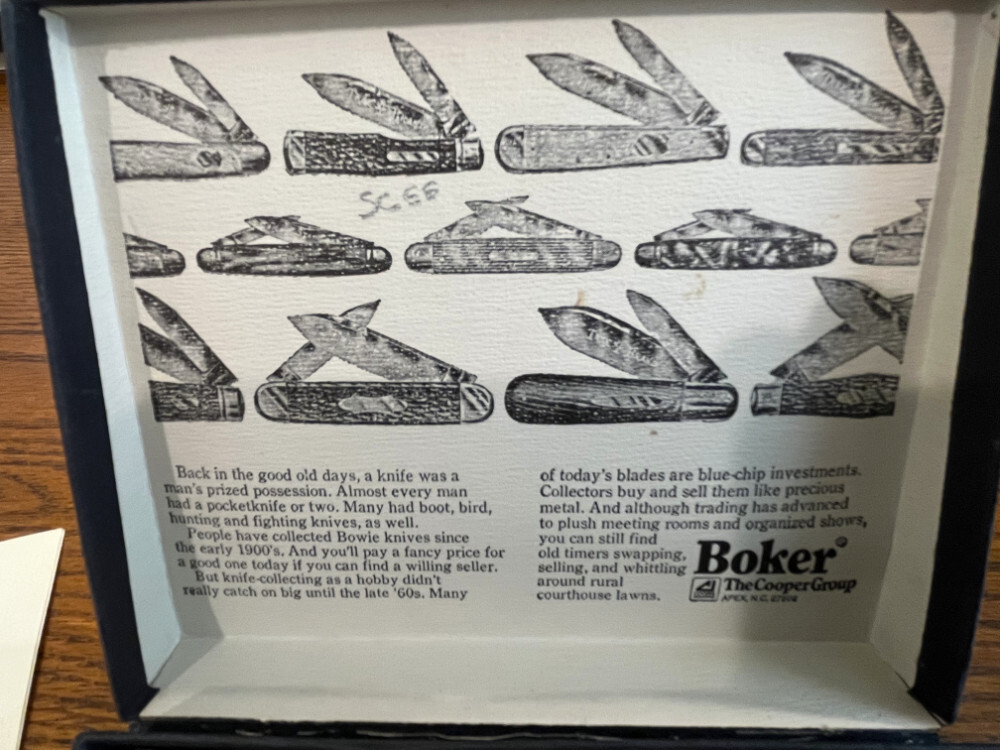 Back in the good old days, a knife was a
man's prized possession. Almost every man
had a pocketknife or two. Many had boot, bird,
hunting and fighting knives, as well.
People have collected Bowie knives since
the early 1900's. And you'll pay a fancy price for
a good one today if you can find a willing seller.
But knife-collecting as a hobby didn't
really catch on big until the late '60s. Many
of today's blades are blue-chip investments.
Collectors buy and sell them like precious
metal. And although trading has advanced
to plush meeting rooms and organized shows,
you can still find
old timers swapping,
selling, and whittling
around rural
courthouse lawns.
Boker®
The Cooper Group
APEX, N.C.